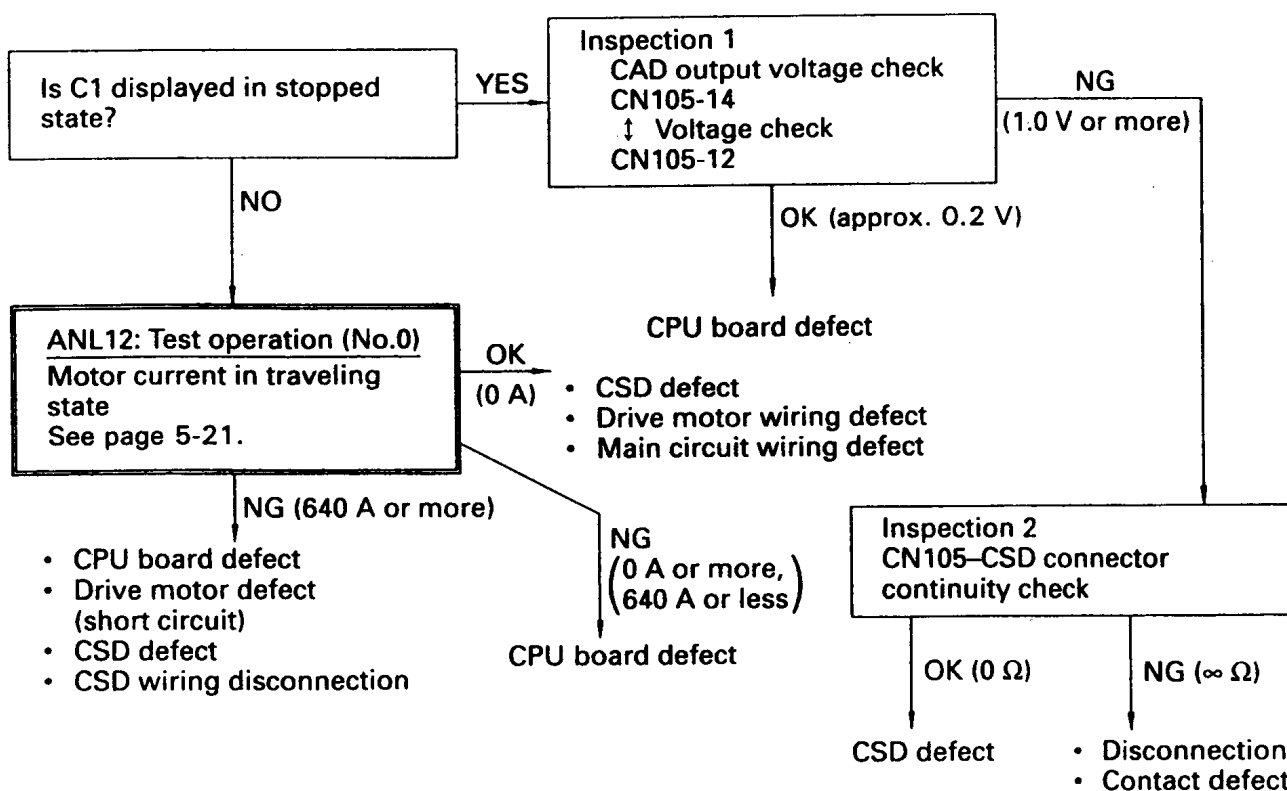 Is C1 displayed in stopped
state?
YES
Inspection 1
CAD output voltage check
CN105-14
↕ Voltage check
CN105-12
NG
(1.0 V or more)
NO
OK (approx. 0.2 V)
CPU board defect
ANL12: Test operation (No.0)
Motor current in traveling
state
See page 5-21.
OK
(0 A)
• CSD defect
• Drive motor wiring defect
• Main circuit wiring defect
NG (640 A or more)
• CPU board defect
• Drive motor defect
(short circuit)
• CSD defect
• CSD wiring disconnection
NG
(0 A or more,
640 A or less)
CPU board defect
Inspection 2
CN105–CSD connector
continuity check
OK (0 Ω)
NG (∞ Ω)
CSD defect
• Disconnection
• Contact defect